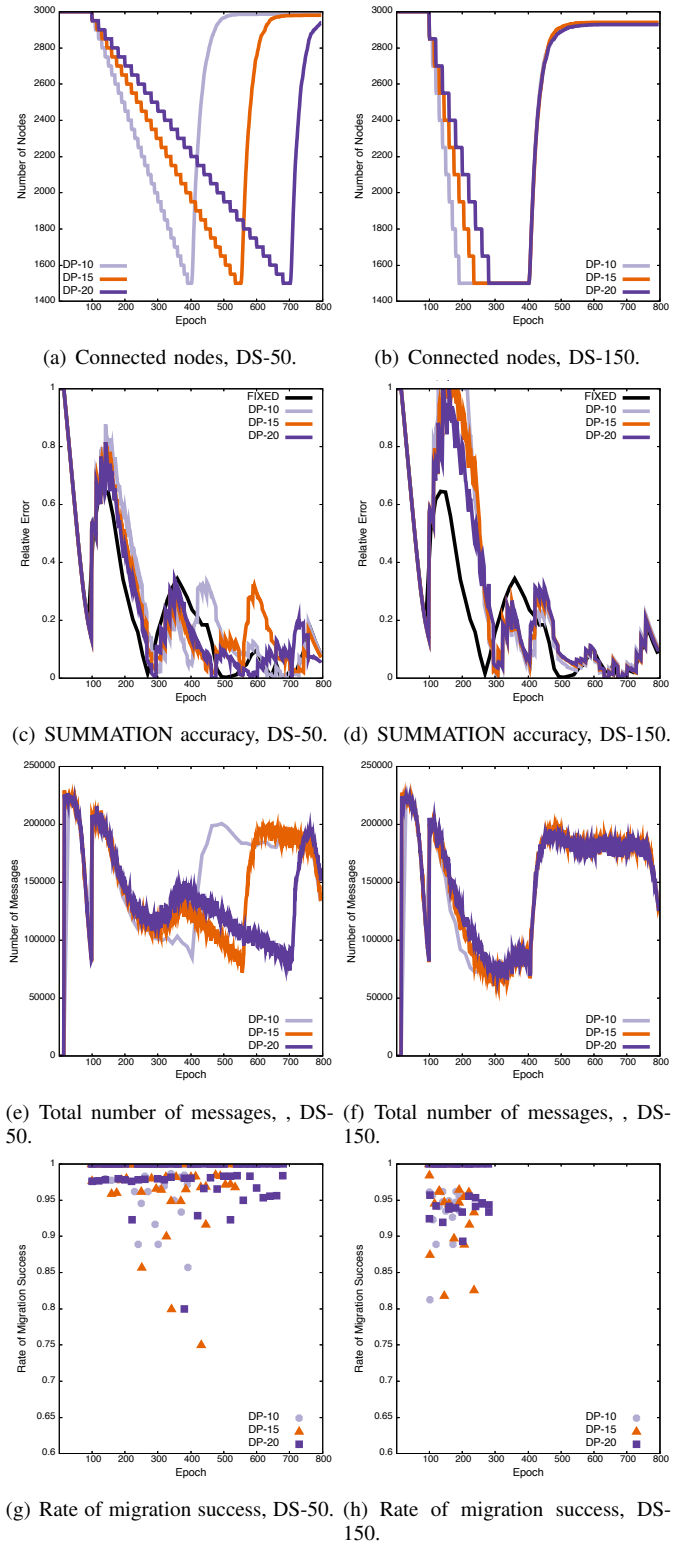 3000
2800
2600
2400
2200
2000
1800
1600
1400
Number of Nodes
DP-10
DP-15
DP-20
100 200 300 400 500 600 700 800
Epoch
(a) Connected nodes, DS-50.
3000
2800
2600
2400
2200
2000
1800
1600
1400
Number of Nodes
DP-10
DP-15
DP-20
100 200 300 400 500 600 700 800
Epoch
(b) Connected nodes, DS-150.
1
0.8
0.6
0.4
0.2
0
Relative Error
FIXED
DP-10
DP-15
DP-20
100 200 300 400 500 600 700 800
Epoch
(c) SUMMATION accuracy, DS-50.
1
0.8
0.6
0.4
0.2
0
Relative Error
FIXED
DP-10
DP-15
DP-20
100 200 300 400 500 600 700 800
Epoch
(d) SUMMATION accuracy, DS-150.
250000
200000
150000
100000
50000
0
Number of Messages
DP-10
DP-15
DP-20
100 200 300 400 500 600 700 800
Epoch
(e) Total number of messages, , DS-
50.
250000
200000
150000
100000
50000
0
Number of Messages
DP-10
DP-15
DP-20
100 200 300 400 500 600 700 800
Epoch
(f) Total number of messages, , DS-
150.
1
0.95
0.9
0.85
0.8
0.75
0.7
0.65
0.6
Rate of Migration Success
DP-10
DP-15
DP-20
100 200 300 400 500 600 700 800
Epoch
(g) Rate of migration success, DS-50.
1
0.95
0.9
0.85
0.8
0.75
0.7
0.65
0.6
Rate of Migration Success
DP-10
DP-15
DP-20
100 200 300 400 500 600 700 800
Epoch
(h) Rate of migration success, DS-
150.